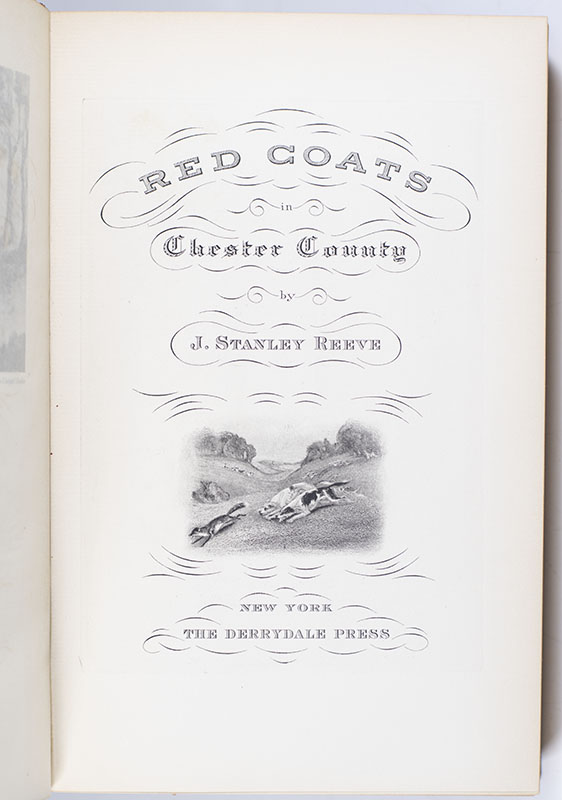 RED COATS
in
Chester County
by
J. STANLEY REEVE
NEW YORK
THE DERRYDALE PRESS